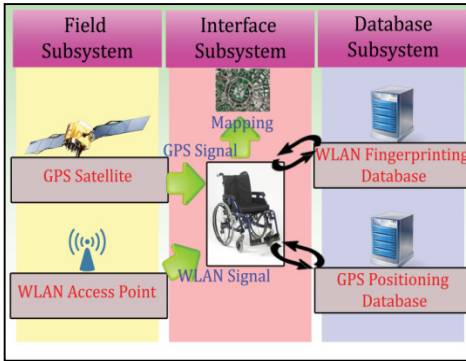 Field
Subsystem
Interface
Subsystem
Database
Subsystem
Mapping
GPS Signal
GPS Satellite
WLAN Fingerprinting
Database
WLAN Signal
WLAN Access Point
GPS Positioning
Database